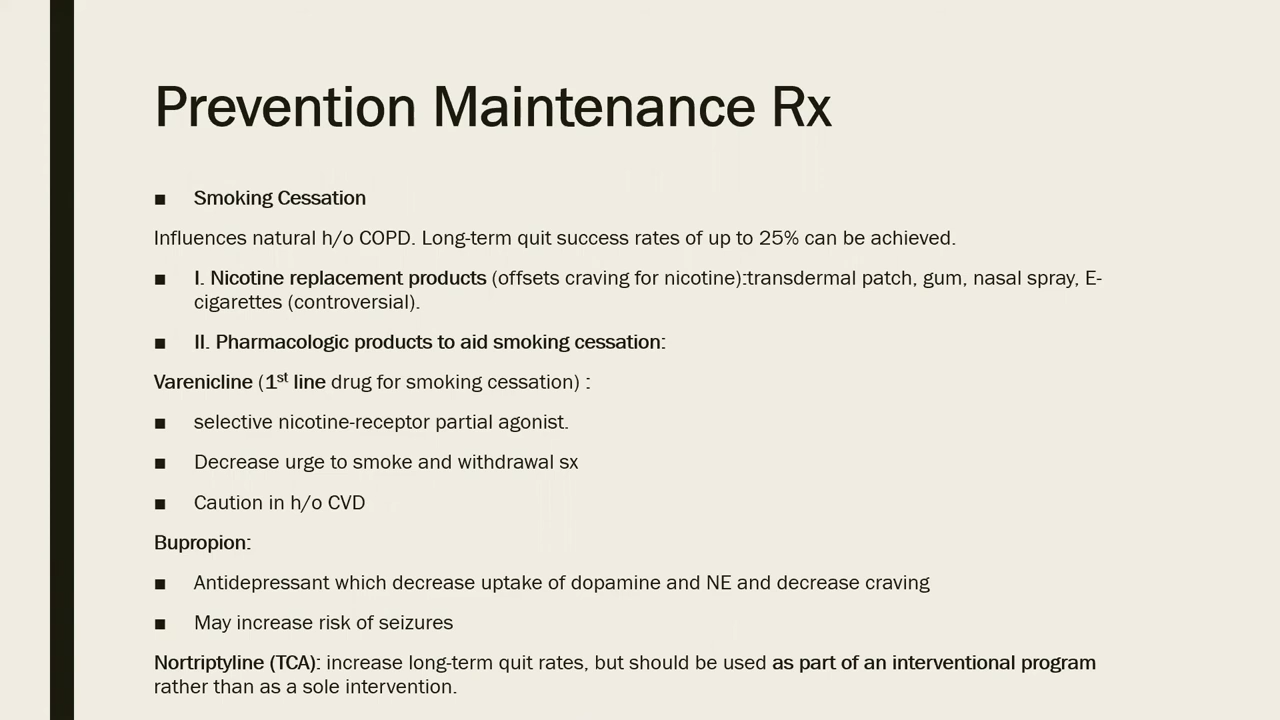 Prevention Maintenance Rx
■ Smoking Cessation
Influences natural h/o COPD. Long-term quit success rates of up to 25% can be achieved.
■ I. Nicotine replacement products (offsets craving for nicotine):transdermal patch, gum, nasal spray, E-
cigarettes (controversial).
■ II. Pharmacologic products to aid smoking cessation:
Varenicline (1st line drug for smoking cessation) :
■ selective nicotine-receptor partial agonist.
■ Decrease urge to smoke and withdrawal sx
■ Caution in h/o CVD
Bupropion:
■ Antidepressant which decrease uptake of dopamine and NE and decrease craving
■ May increase risk of seizures
Nortriptyline (TCA): increase long-term quit rates, but should be used as part of an interventional program
rather than as a sole intervention.